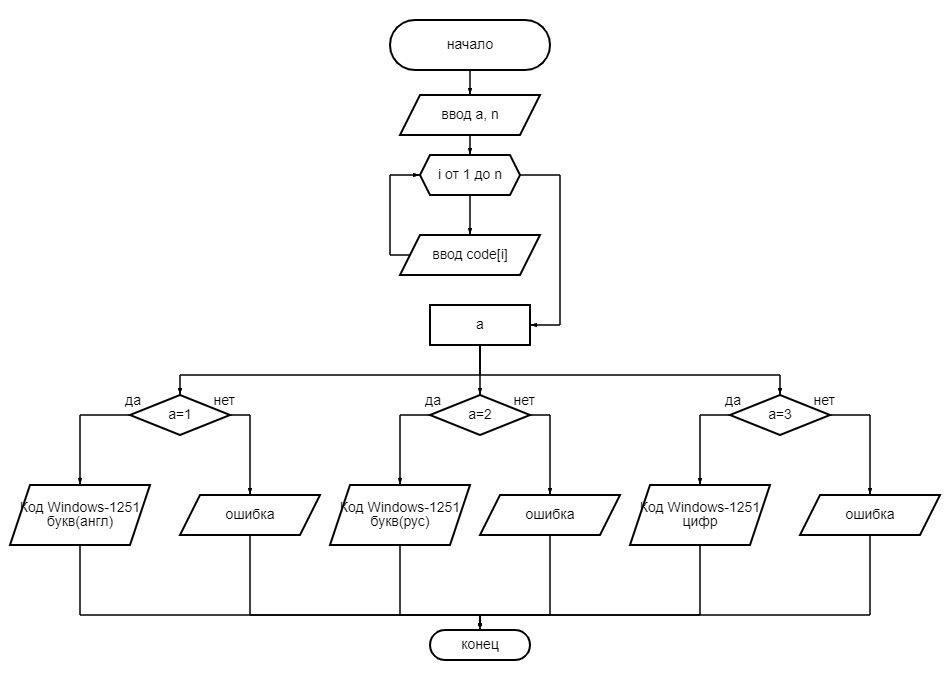 начало
ввод a, n
i от 1 до n
ввод code[i]
a
да
a=1
нет
да
a=2
нет
да
a=3
нет
Код Windows-1251
букв(англ)
ошибка
Код Windows-1251
букв(рус)
ошибка
Код Windows-1251
цифр
ошибка
конец